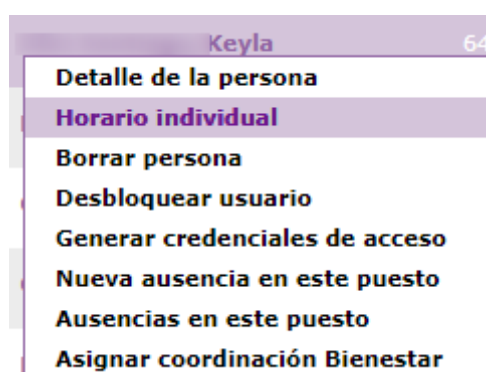 Keyla 64
Detalle de la persona
Horario individual
Borrar persona
Desbloquear usuario
Generar credenciales de acceso
Nueva ausencia en este puesto
Ausencias en este puesto
Asignar coordinación Bienestar